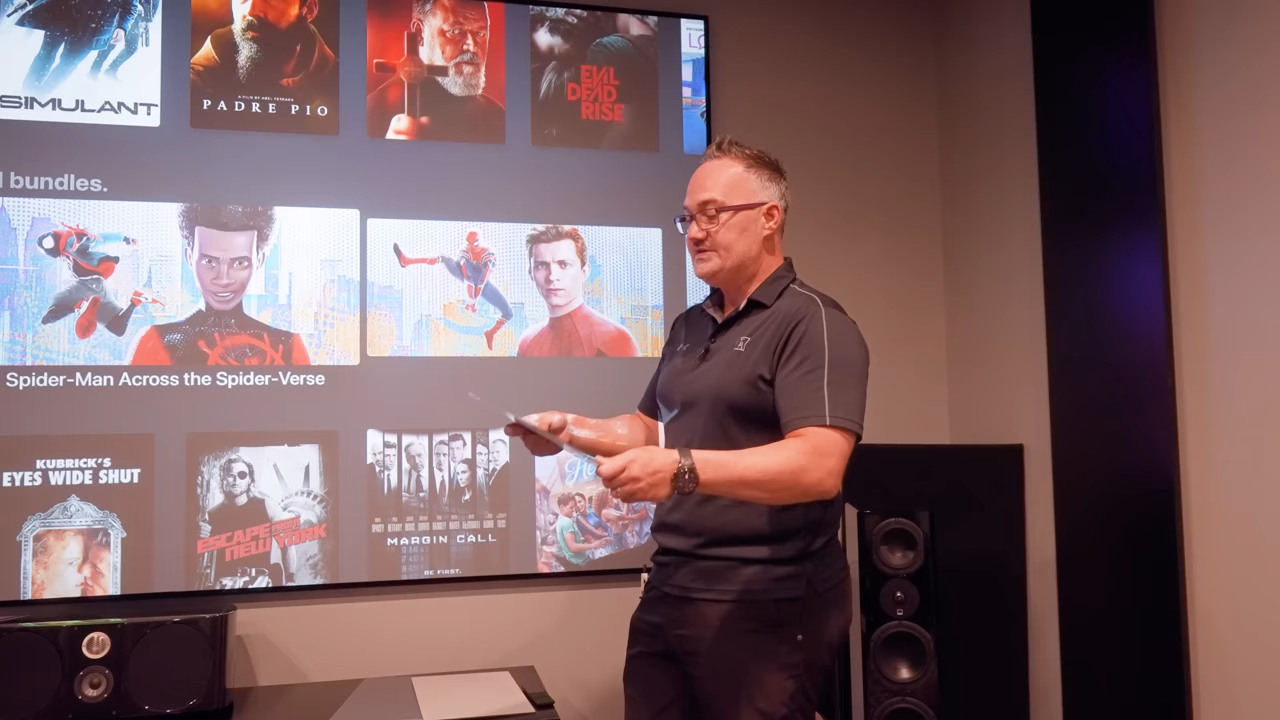 SIMULANT
A FILM BY ABEL FERRARA
PADRE PIO
EVIL
DEAD
RISE
bundles.
Spider-Man Across the Spider-Verse
KUBRICK'S
EYES WIDE SHUT
ESCAPE FROM
NEW YORK
MARGIN CALL
BE FIRST.